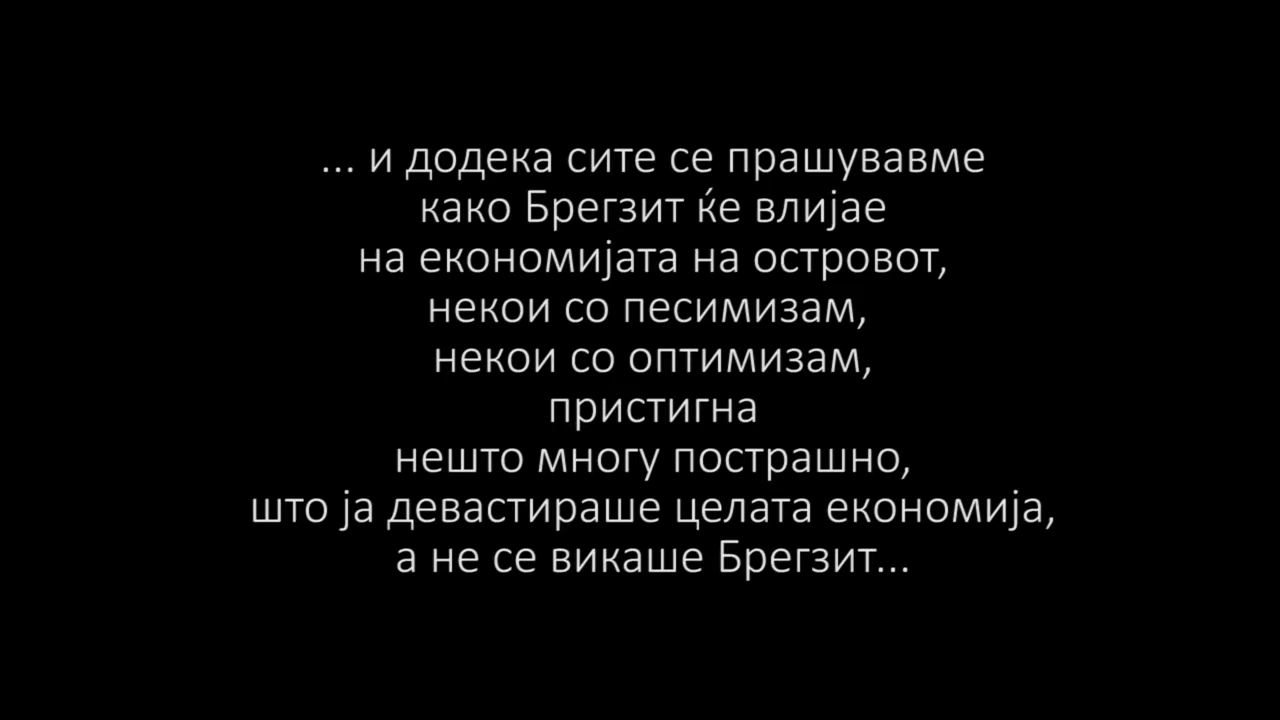 ... и додека сите се прашувавме
како Брегзит ќе влијае
на економијата на островот,
некои со песимизам,
некои со оптимизам,
пристигна
нешто многу пострашно,
што ја девастираше целата економија,
а не се викаше Брегзит...